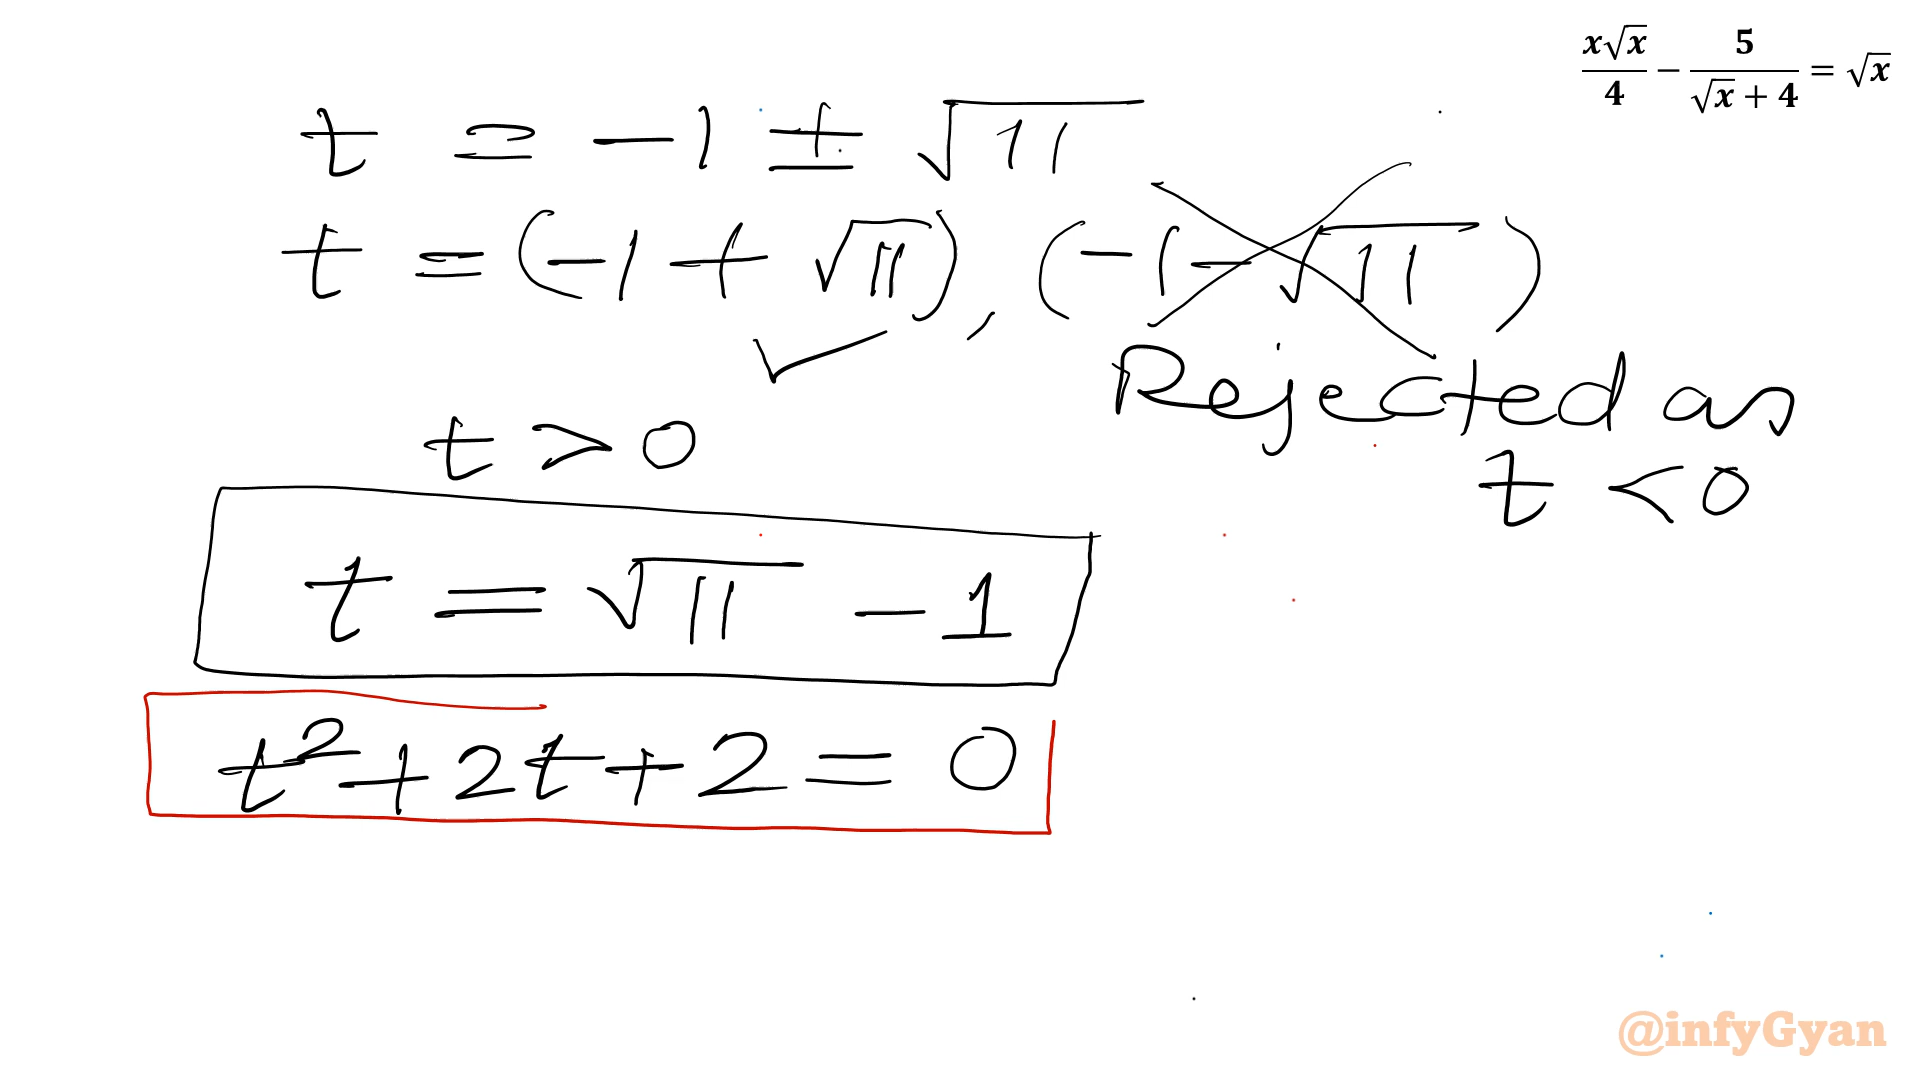 x√x/4 − 5/(√x + 4) = √x
t = −1 ± √11
t = (−1 + √11), (−1 − √11)
Rejected as
t > 0
t < 0
t = √11 − 1
t² + 2t + 2 = 0
@infyGyan